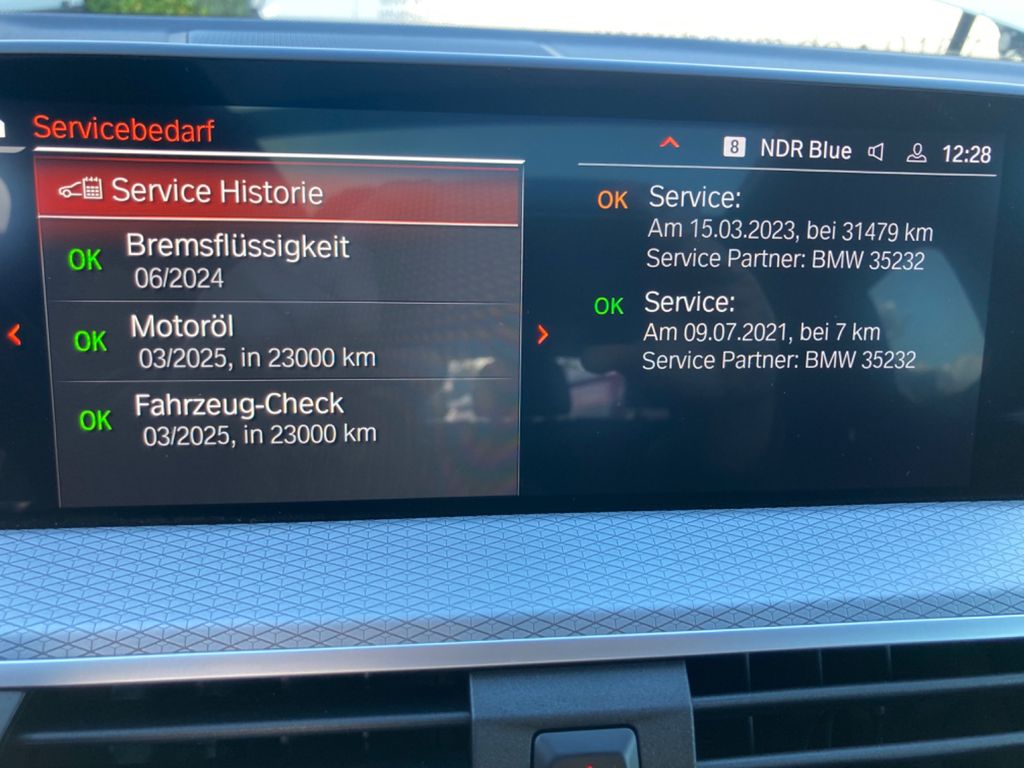 Servicebedarf
8 NDR Blue 12:28
Service Historie
OK Bremsflüssigkeit
06/2024
OK Motoröl
03/2025, in 23000 km
OK Fahrzeug-Check
03/2025, in 23000 km
OK Service:
Am 15.03.2023, bei 31479 km
Service Partner: BMW 35232
OK Service:
Am 09.07.2021, bei 7 km
Service Partner: BMW 35232